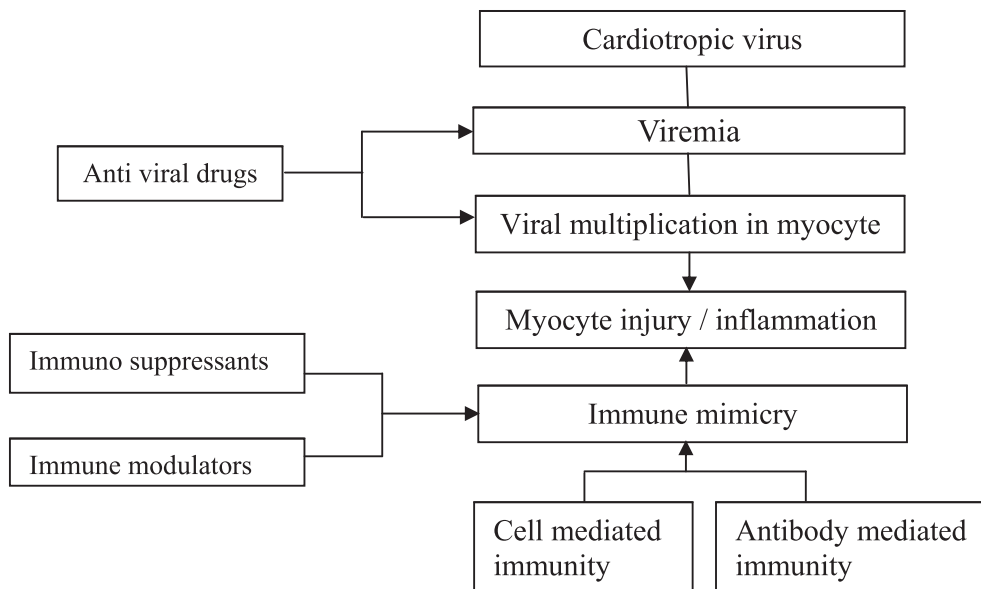 Cardiotropic virus
Viremia
Anti viral drugs
Viral multiplication in myocyte
Myocyte injury / inflammation
Immuno suppressants
Immune mimicry
Immune modulators
Cell mediated
immunity
Antibody mediated
immunity